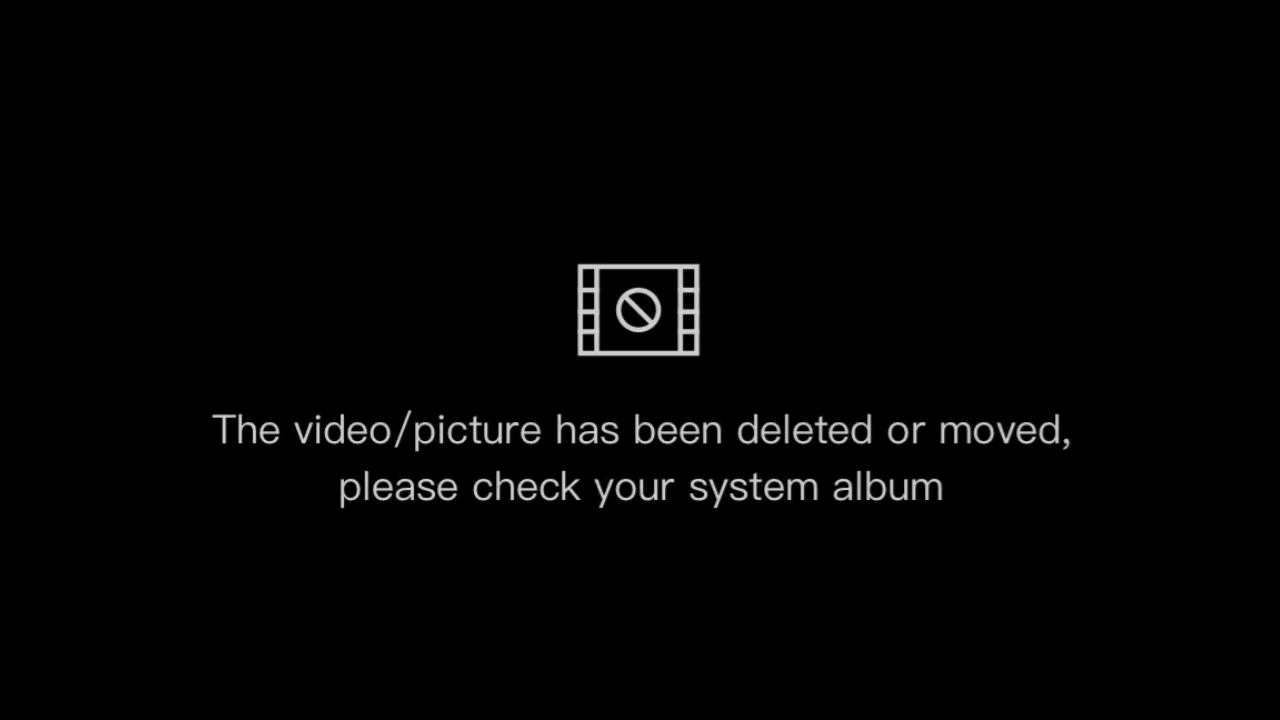 The video/picture has been deleted or moved,
please check your system album